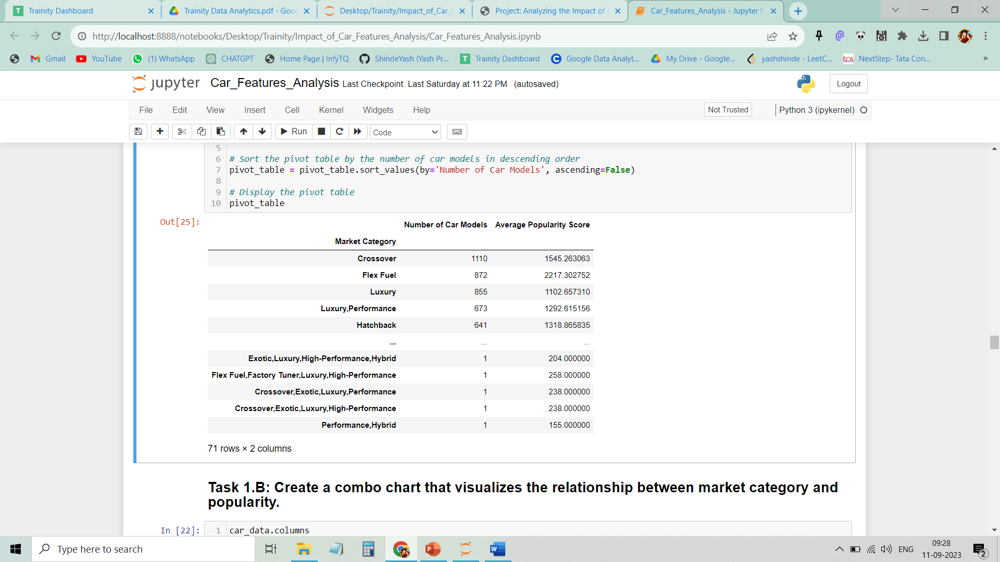 Trainity Dashboard
Trainity Data Analytics.pdf - Goo
Desktop/Trainity/Impact_of_Car_F
Project: Analyzing the Impact of
Car_Features_Analysis - Jupyter N
http://localhost:8888/notebooks/Desktop/Trainity/Impact_of_Car_Features_Analysis/Car_Features_Analysis.ipynb
Gmail
YouTube
(1) WhatsApp
CHATGPT
Home Page | InfyTQ
ShindeYash (Yash Pr...
Trainity Dashboard
Google Data Analyt...
My Drive - Google...
yashshinde - LeetC...
NextStep- Tata Con...
»
jupyter Car_Features_Analysis Last Checkpoint: Last Saturday at 11:22 PM (autosaved)
Logout
File Edit View Insert Cell Kernel Widgets Help
Not Trusted
Python 3 (ipykernel)
Run
Code
5
6 # Sort the pivot table by the number of car models in descending order
7 pivot_table = pivot_table.sort_values(by='Number of Car Models', ascending=False)
8
9 # Display the pivot table
10 pivot_table
Out[25]:
Number of Car Models Average Popularity Score
Market Category
Crossover 1110 1545.263063
Flex Fuel 872 2217.302752
Luxury 855 1102.657310
Luxury,Performance 673 1292.615156
Hatchback 641 1318.865835
... ... ...
Exotic,Luxury,High-Performance,Hybrid 1 204.000000
Flex Fuel,Factory Tuner,Luxury,High-Performance 1 258.000000
Crossover,Exotic,Luxury,Performance 1 238.000000
Crossover,Exotic,Luxury,High-Performance 1 238.000000
Performance,Hybrid 1 155.000000
71 rows × 2 columns
Task 1.B: Create a combo chart that visualizes the relationship between market category and
popularity.
In [22]: 1 car_data.columns
Type here to search
ENG
09:28
11-09-2023
2